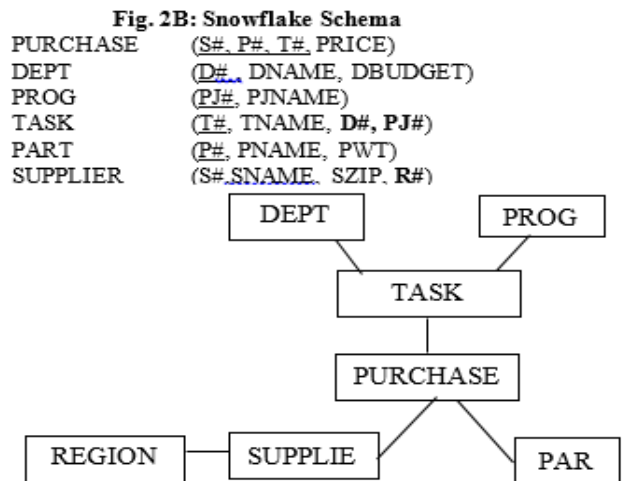 Fig. 2B: Snowflake Schema
PURCHASE (S#, P#, T#, PRICE)
DEPT (D#, DNAME, DBUDGET)
PROG (PJ#, PJNAME)
TASK (T#, TNAME, D#, PJ#)
PART (P#, PNAME, PWT)
SUPPLIER (S#,SNAME, SZIP, R#)
DEPT PROG
TASK
PURCHASE
REGION SUPPLIE PAR